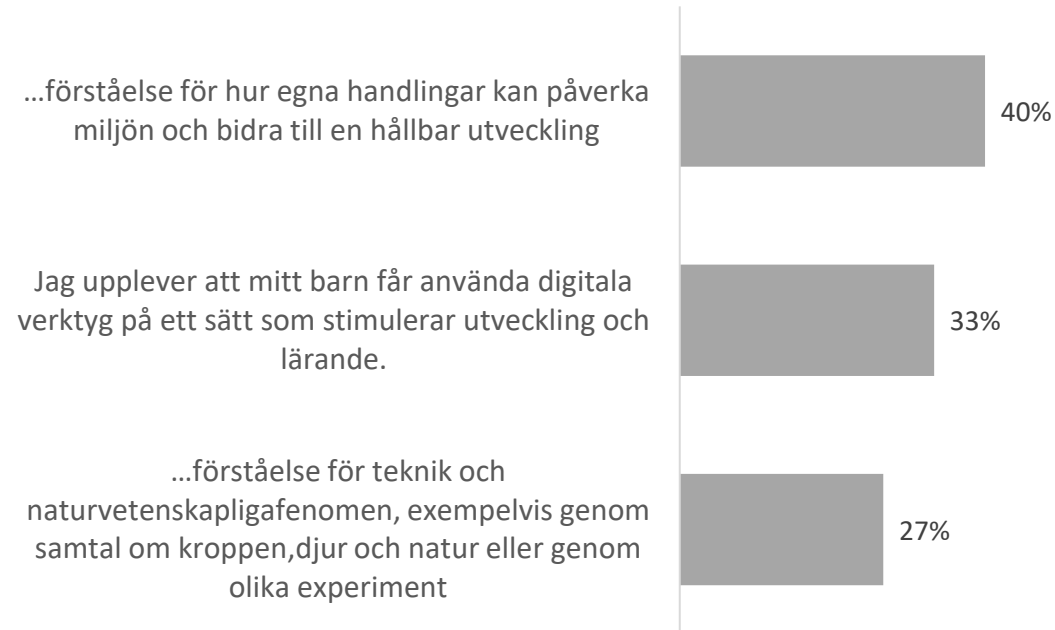 …förståelse för hur egna handlingar kan påverka
miljön och bidra till en hållbar utveckling
40%
Jag upplever att mitt barn får använda digitala
verktyg på ett sätt som stimulerar utveckling och
lärande.
33%
…förståelse för teknik och
naturvetenskapligafenomen, exempelvis genom
samtal om kroppen,djur och natur eller genom
olika experiment
27%